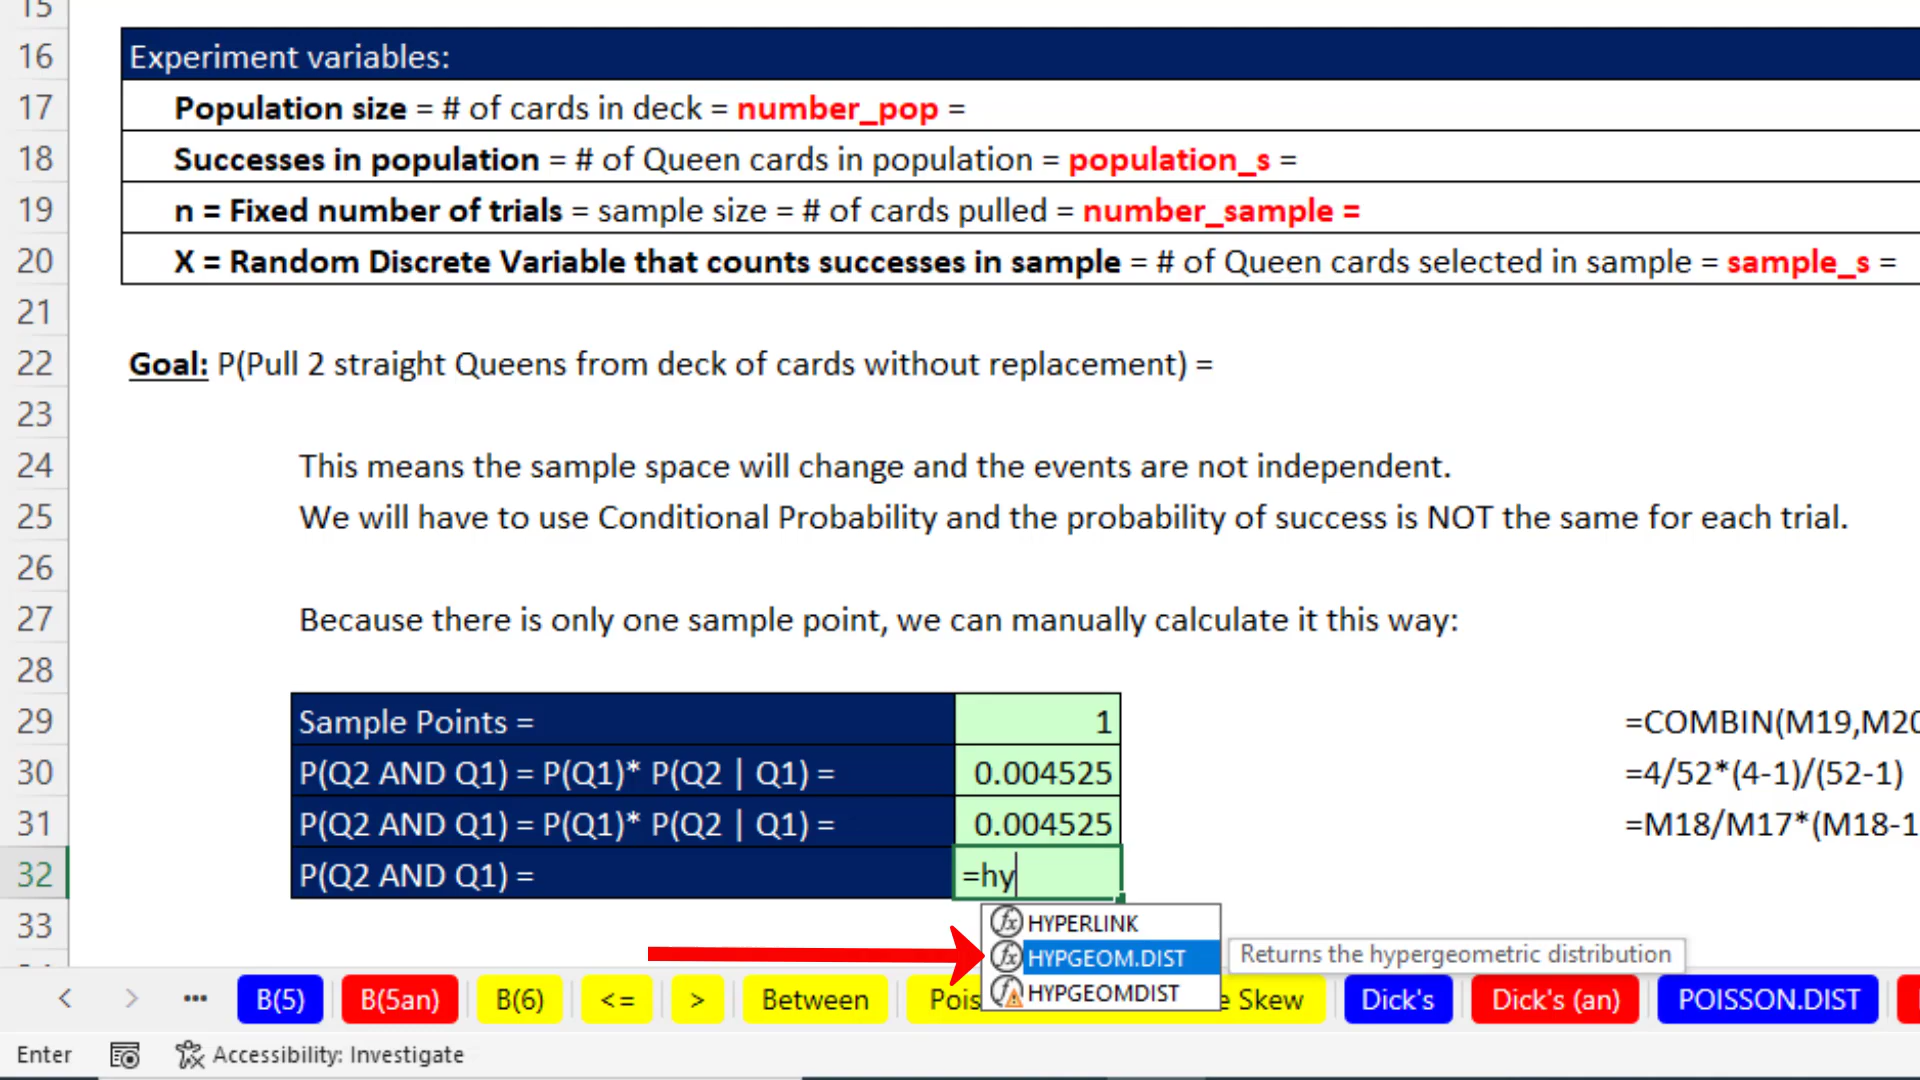 15
16 Experiment variables:
17 Population size = # of cards in deck = number_pop =
18 Successes in population = # of Queen cards in population = population_s =
19 n = Fixed number of trials = sample size = # of cards pulled = number_sample =
20 X = Random Discrete Variable that counts successes in sample = # of Queen cards selected in sample = sample_s =
21
22 Goal: P(Pull 2 straight Queens from deck of cards without replacement) =
23
24 This means the sample space will change and the events are not independent.
25 We will have to use Conditional Probability and the probability of success is NOT the same for each trial.
26
27 Because there is only one sample point, we can manually calculate it this way:
28
29 Sample Points = 1 =COMBIN(M19,M20
30 P(Q2 AND Q1) = P(Q1)* P(Q2 | Q1) = 0.004525 =4/52*(4-1)/(52-1)
31 P(Q2 AND Q1) = P(Q1)* P(Q2 | Q1) = 0.004525 =M18/M17*(M18-1
32 P(Q2 AND Q1) = =hy
33 HYPERLINK
HYPGEOM.DIST Returns the hypergeometric distribution
HYPGEOMDIST
B(5) B(5an) B(6) <= > Between Pois e Skew Dick's Dick's (an) POISSON.DIST
Enter Accessibility: Investigate